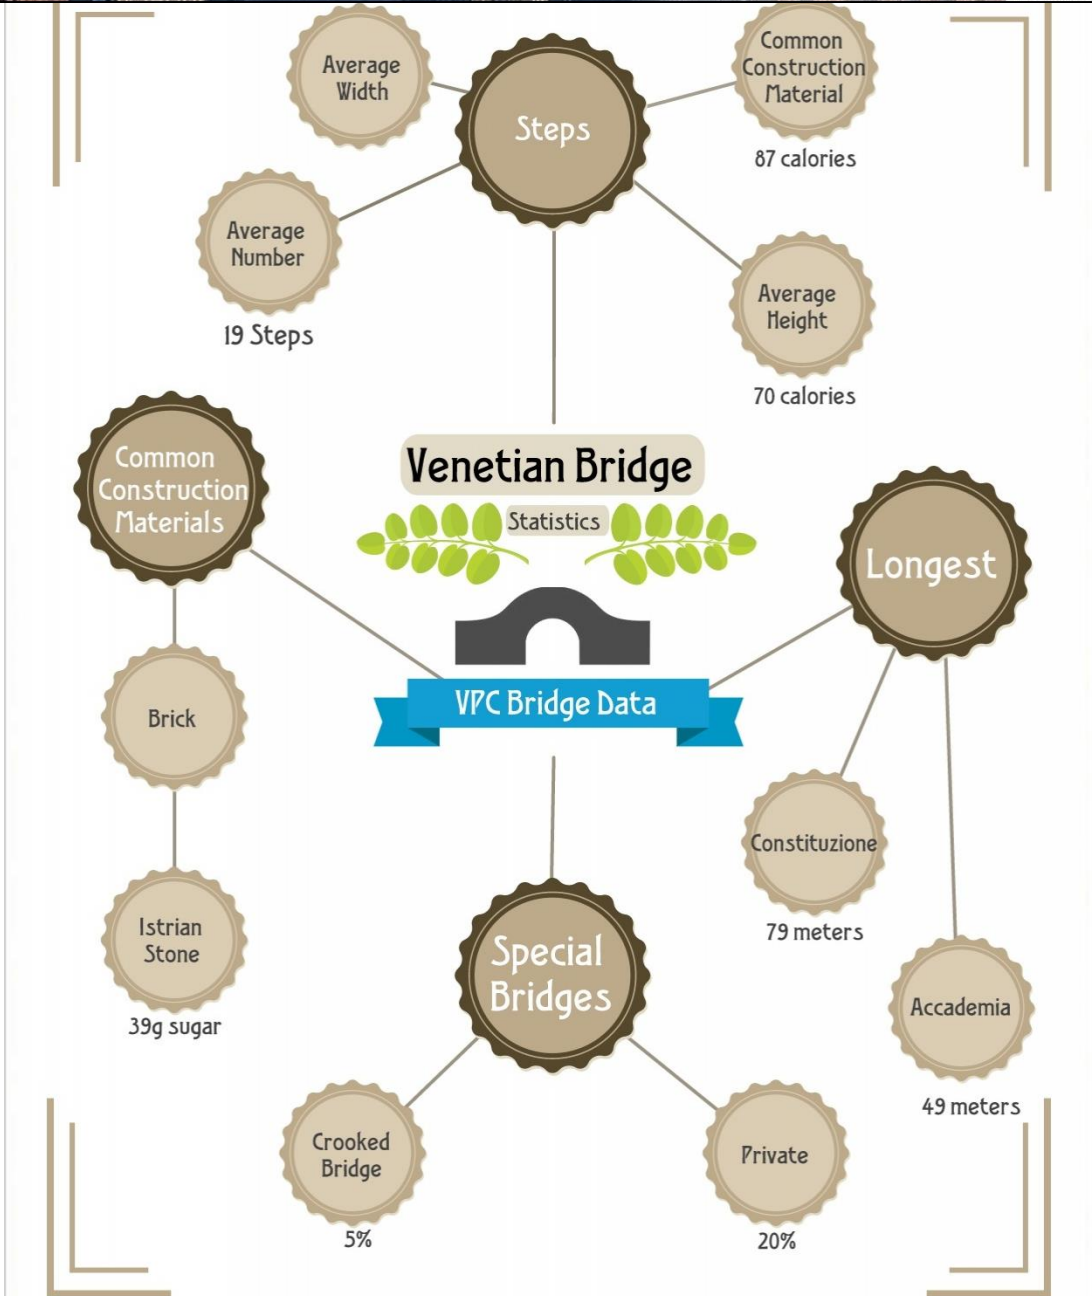 Average
Width
Steps
Common
Construction
Material
87 calories
Average
Number
19 Steps
Average
Height
70 calories
Common
Construction
Materials
Venetian Bridge
Statistics
Longest
VPC Bridge Data
Brick
Constituzione
79 meters
Istrian
Stone
39g sugar
Special
Bridges
Accademia
49 meters
Crooked
Bridge
5%
Private
20%